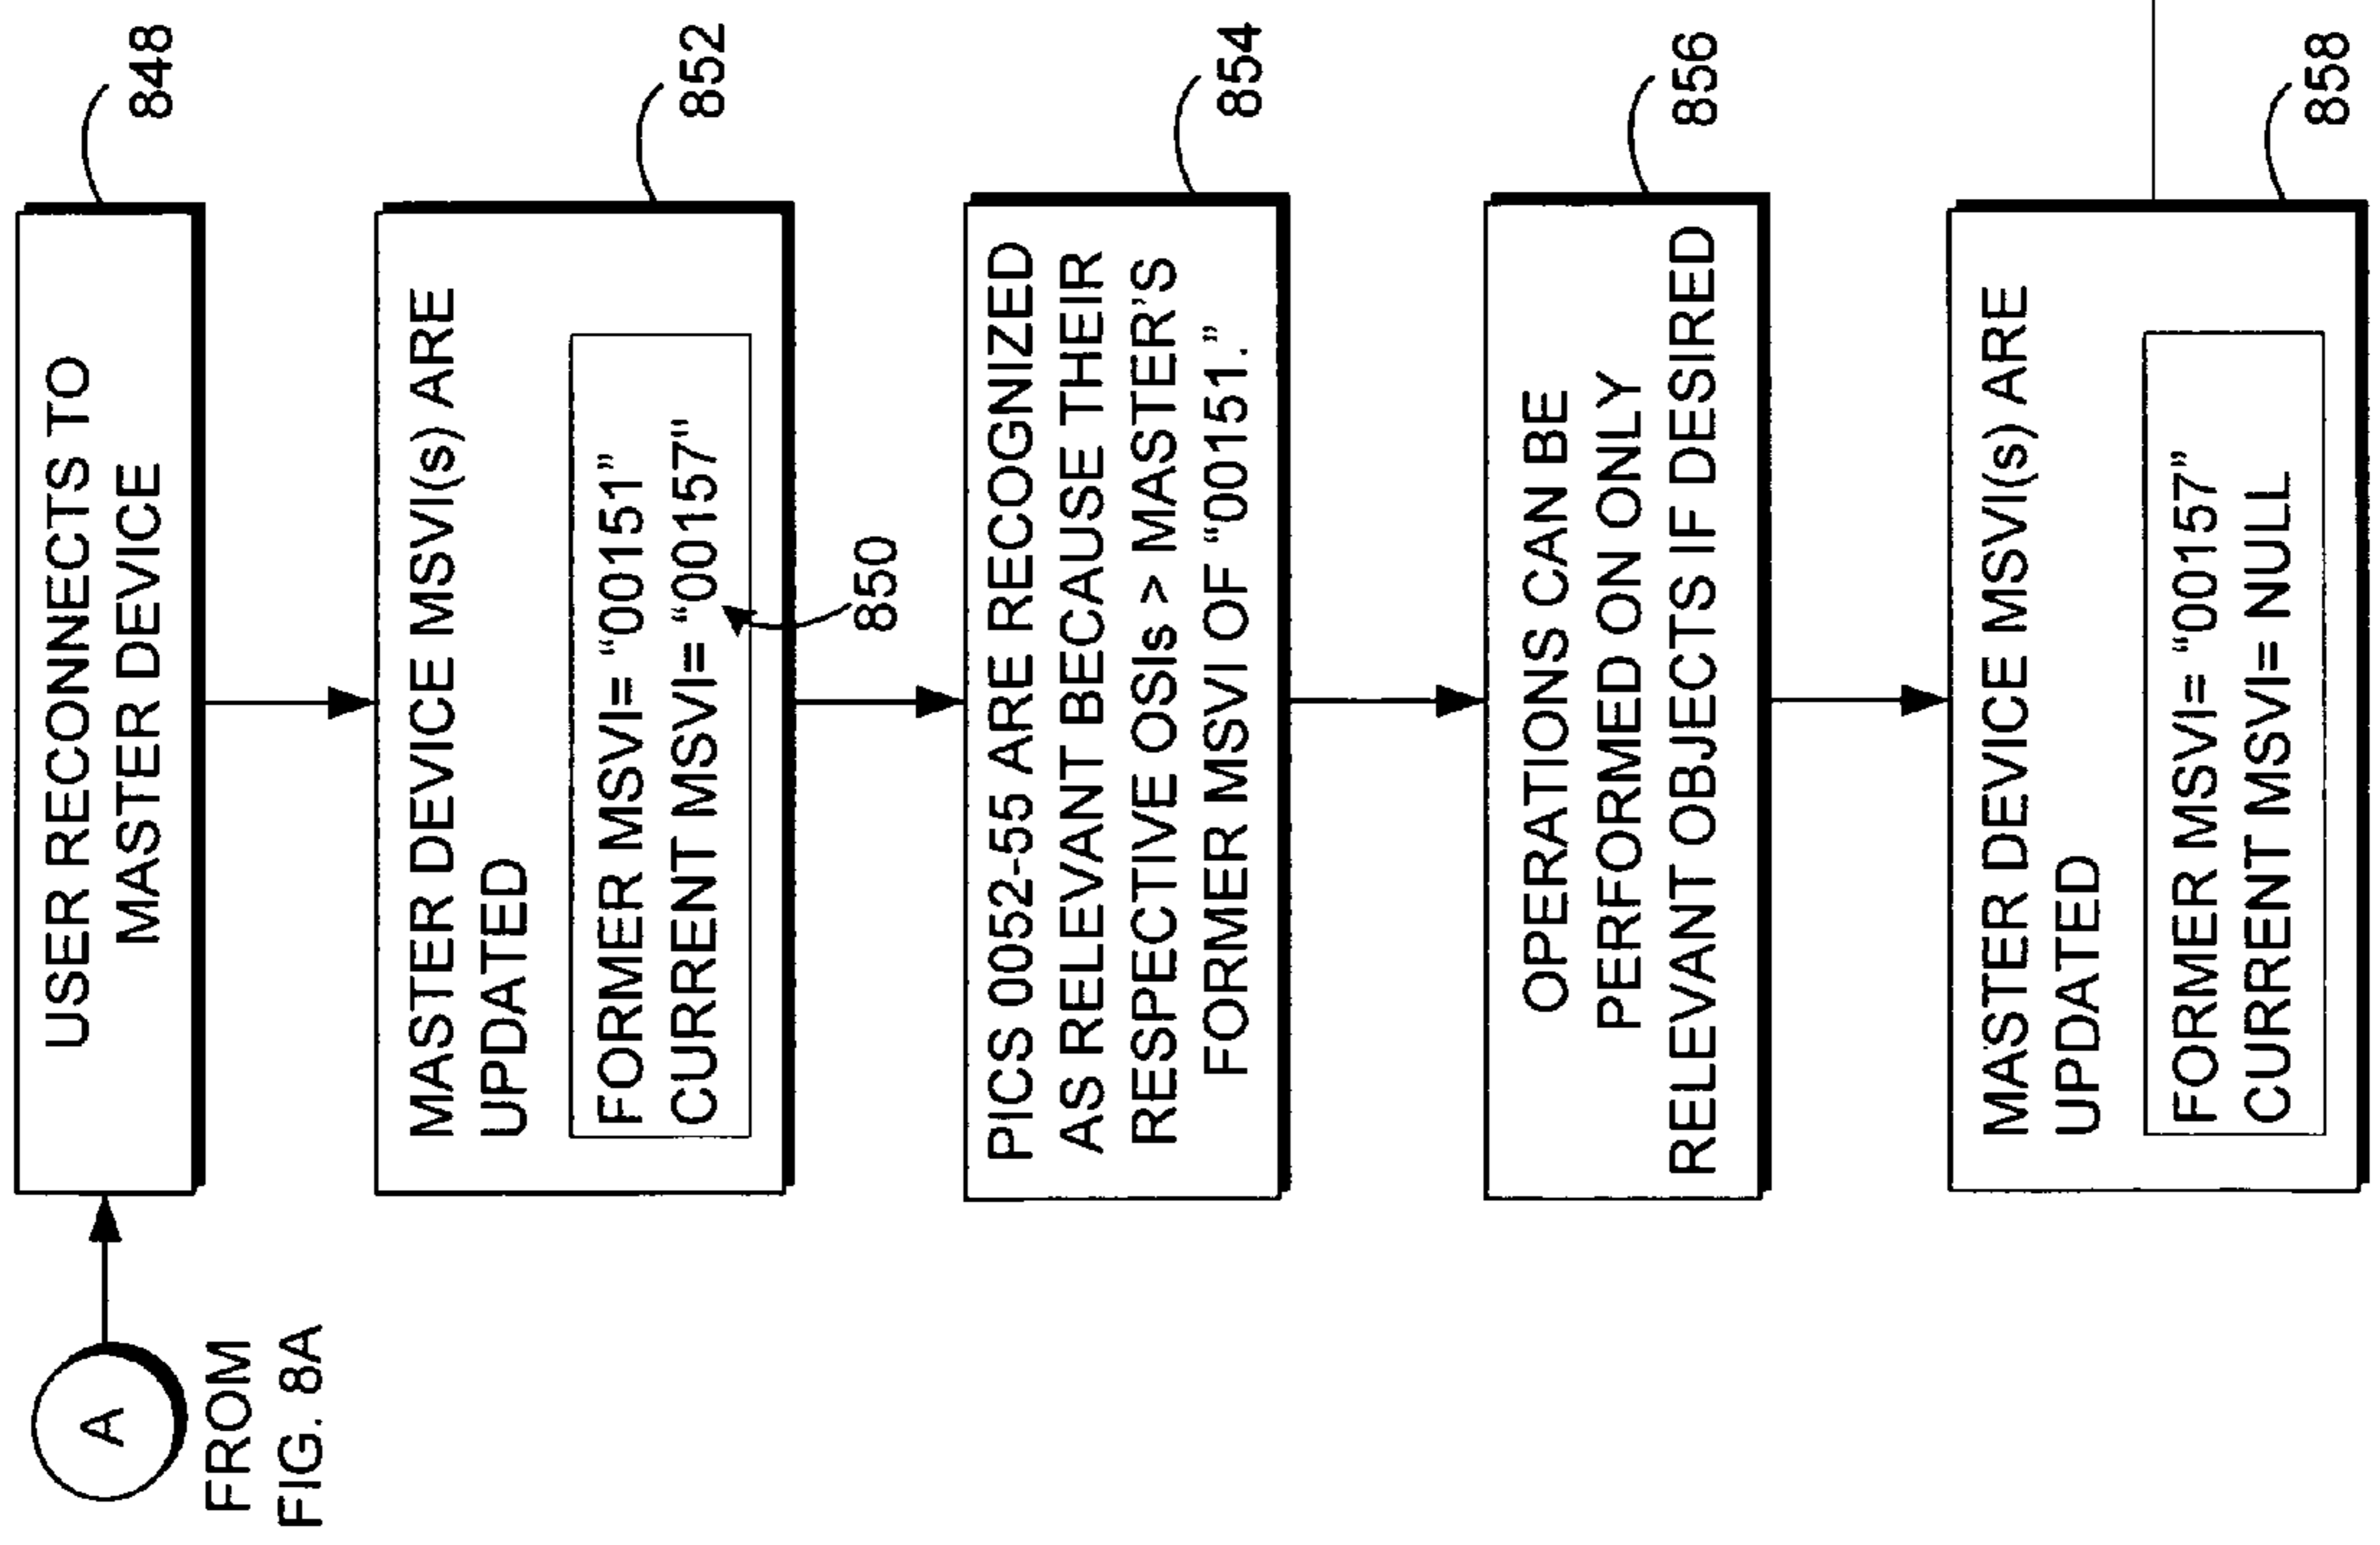 A
FROM
FIG. 8A
USER RECONNECTS TO
MASTER DEVICE
848
MASTER DEVICE MSVI(s) ARE
UPDATED
FORMER MSVI= “00151”
CURRENT MSVI= “00157"
850
852
PICS 0052-55 ARE RECOGNIZED
AS RELEVANT BECAUSE THEIR
RESPECTIVE OSIs > MASTER’S
FORMER MSVI OF “00151.”
854
OPERATIONS CAN BE
PERFORMED ON ONLY
RELEVANT OBJECTS IF DESIRED
856
MASTER DEVICE MSVI(s) ARE
UPDATED
FORMER MSVI= “00157”
CURRENT MSVI= NULL
858